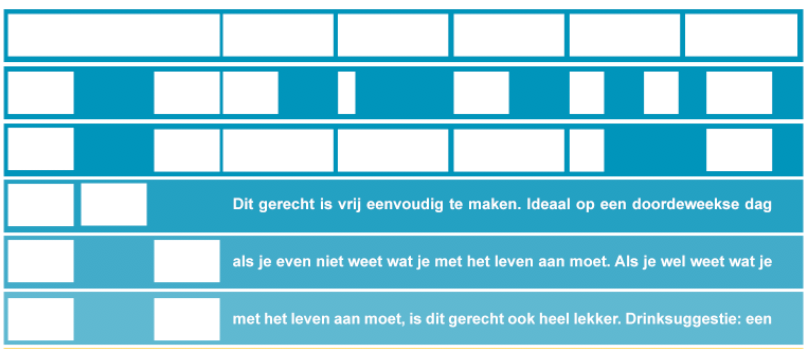 Dit gerecht is vrij eenvoudig te maken. Ideaal op een doordeweekse dag
als je even niet weet wat je met het leven aan moet. Als je wel weet wat je
met het leven aan moet, is dit gerecht ook heel lekker. Drinksuggestie: een